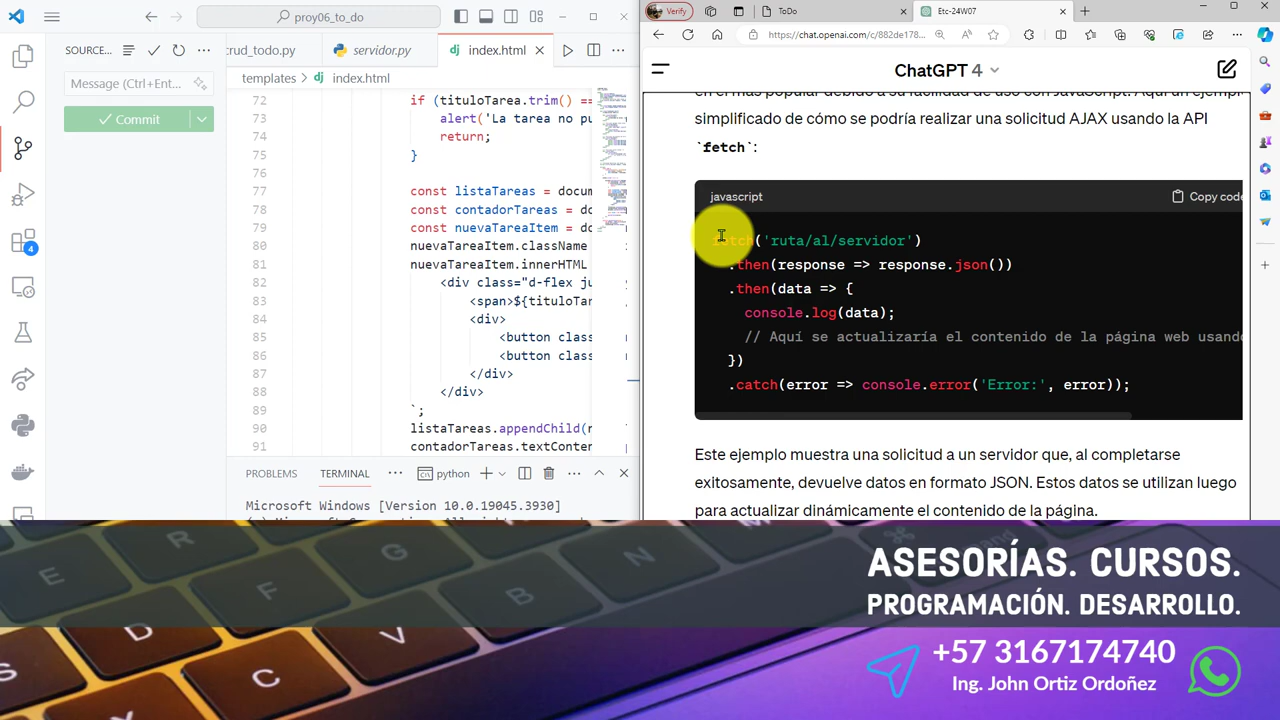 proy06_to_do
SOURCE...
Message (Ctrl+Ent...
Commit
4
crud_todo.py
servidor.py
index.html
templates > index.html
72 if (tituloTarea.trim() ==
73 alert('La tarea no pu
74 return;
75 }
76
77 const listaTareas = docum
78 const contadorTareas = d
79 const nuevaTareaItem = d
80 nuevaTareaItem.className
81 nuevaTareaItem.innerHTML
82 <div class="d-flex ju
83 <span>${tituloTar
84 <div>
85 <button class
86 <button class
87 </div>
88 </div>
89 `;
90 listaTareas.appendChild(
91 contadorTareas.textConten
PROBLEMS TERMINAL ... python
Microsoft Windows [Version 10.0.19045.3930]
Verify
ToDo
Etc-24W07
https://chat.openai.com/c/882de178...
ChatGPT 4
simplificado de cómo se podría realizar una solicitud AJAX usando la API
`fetch`:
javascript
Copy code
fetch('ruta/al/servidor')
.then(response => response.json())
.then(data => {
console.log(data);
// Aquí se actualizaría el contenido de la página web usando
})
.catch(error => console.error('Error:', error));
Este ejemplo muestra una solicitud a un servidor que, al completarse
exitosamente, devuelve datos en formato JSON. Estos datos se utilizan luego
para actualizar dinámicamente el contenido de la página.
ASESORÍAS. CURSOS.
PROGRAMACIÓN. DESARROLLO.
+57 3167174740
Ing. John Ortiz Ordoñez